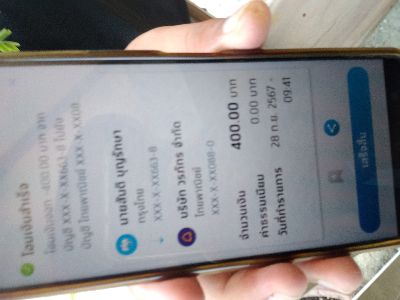 โอนเงินสำเร็จ
โอนเงินออก -400.00 บาท จาก
บัญชี XXX-X-XX663-8 ไปยัง
บัญชี ไทยพาณิชย์ XXX-X-XX08
นายสันติ บุญรักษา
กรุงไทย
XXX-X-XX663-8
บริษัท วรภัทร จำกัด
ไทยพาณิชย์
XXX-X-XX088-0
จำนวนเงิน 400.00 บาท
ค่าธรรมเนียม 0.00 บาท
วันที่ทำรายการ 28 ก.ย. 2567 -
09:41
เสร็จสิ้น